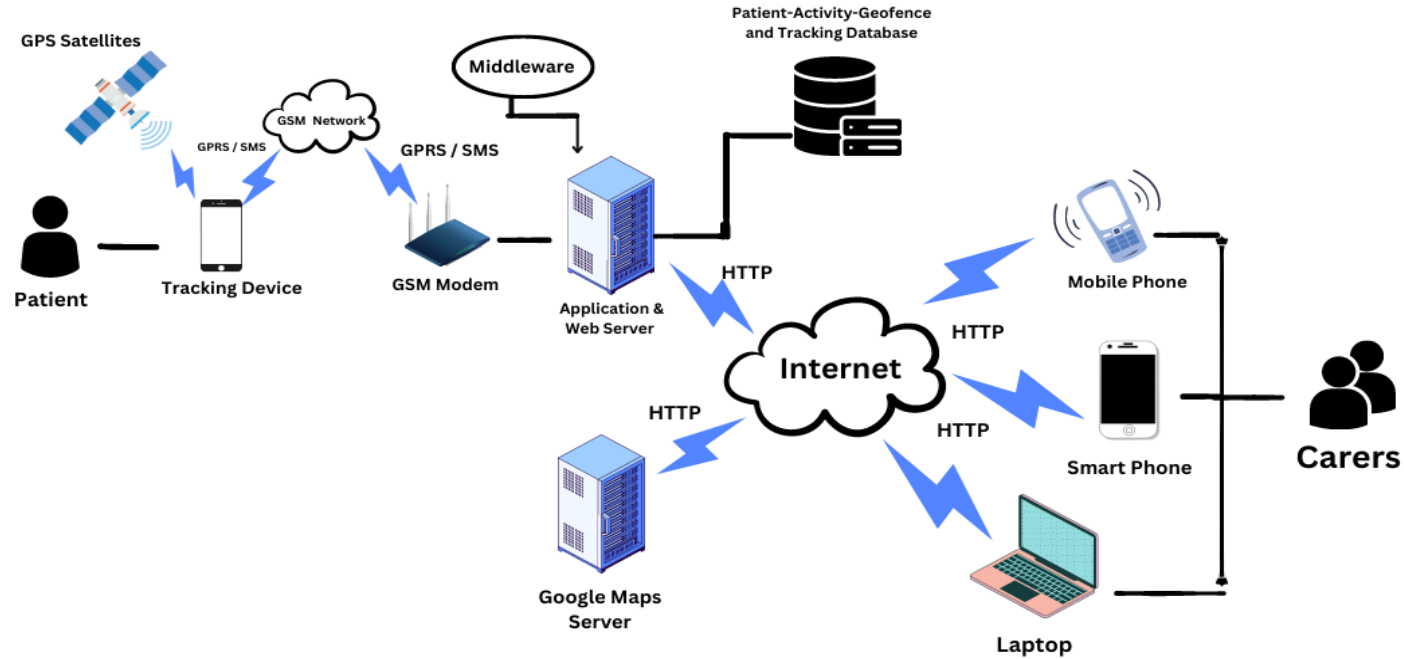 Patient-Activity-Geofence
and Tracking Database
GPS Satellites
Middleware
GSM Network
GPRS / SMS
GPRS / SMS
Patient
Tracking Device
GSM Modem
Application &
Web Server
HTTP
Mobile Phone
Internet
HTTP
HTTP
HTTP
Smart Phone
Carers
Google Maps
Server
Laptop